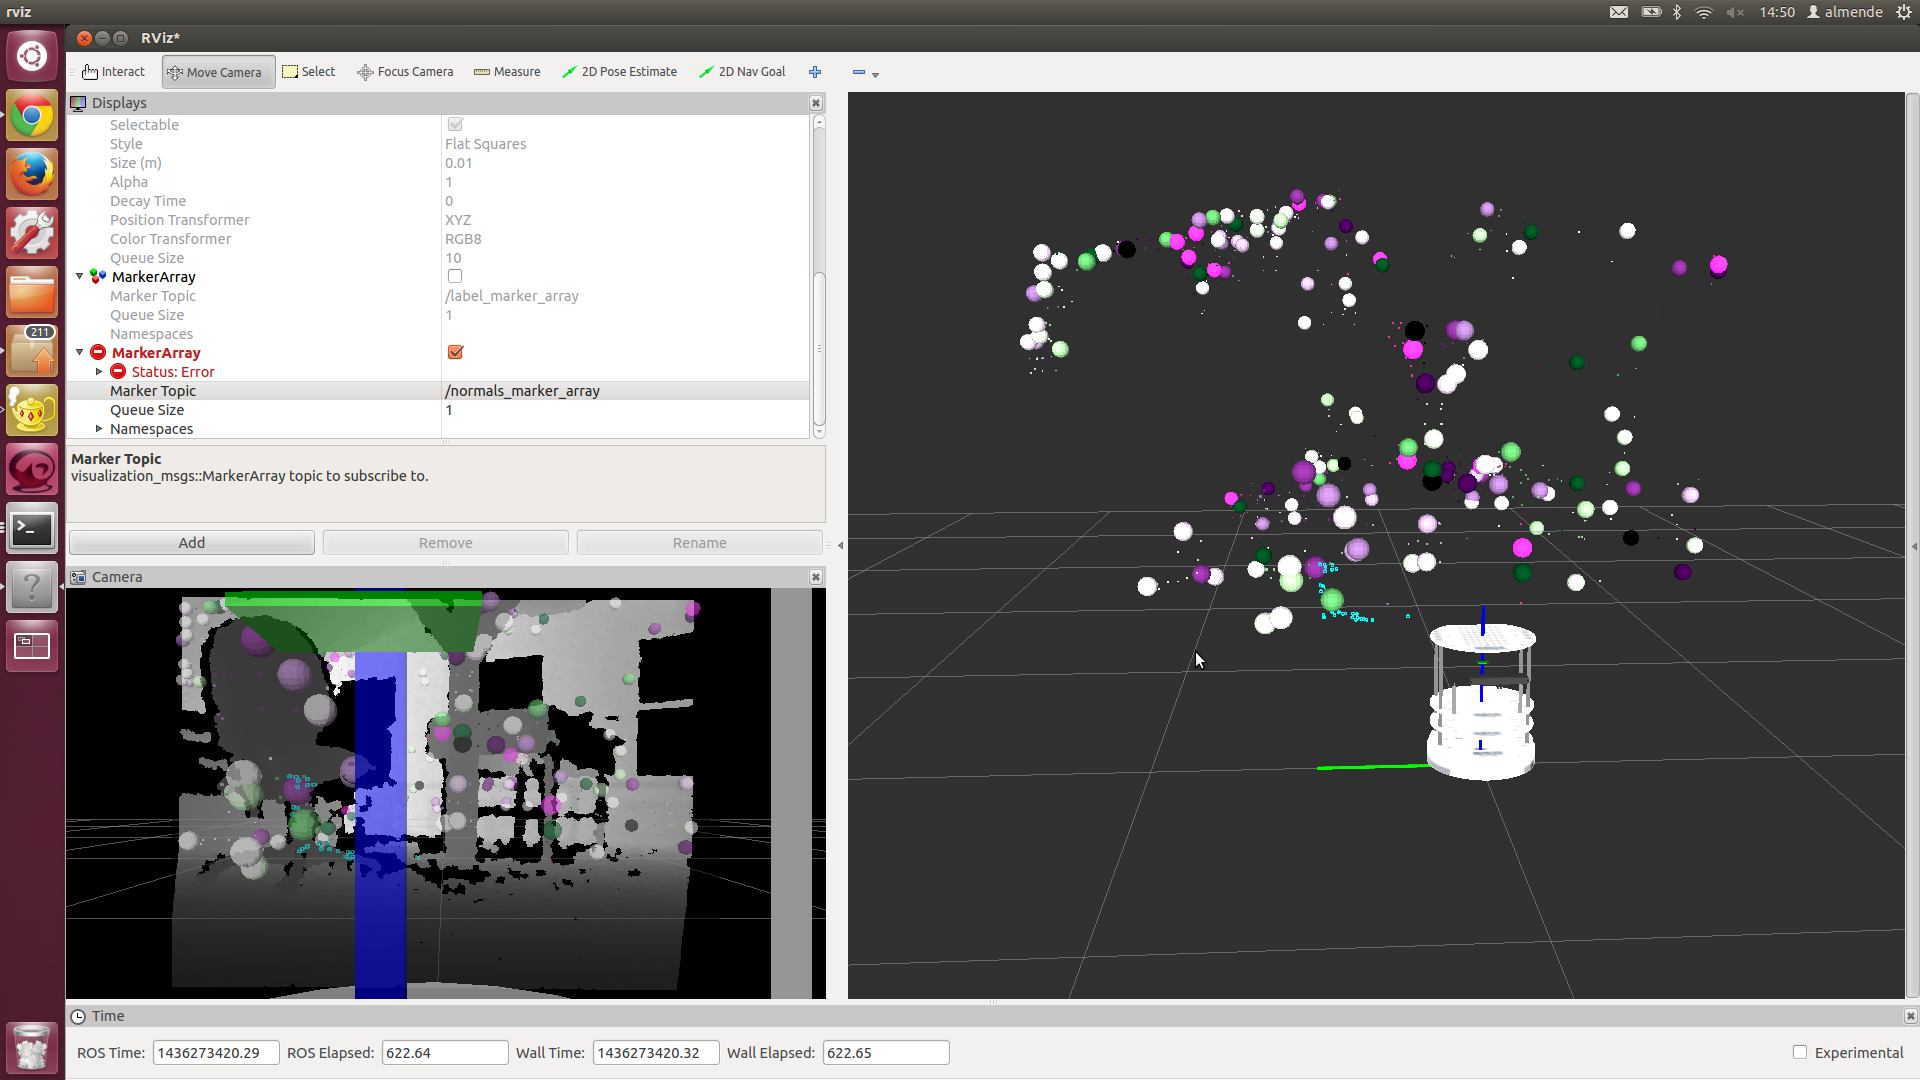 rviz
14:50 almende
RViz*
Interact Move Camera Select Focus Camera Measure 2D Pose Estimate 2D Nav Goal
Displays
Selectable
Style Flat Squares
Size (m) 0.01
Alpha 1
Decay Time 0
Position Transformer XYZ
Color Transformer RGB8
Queue Size 10
MarkerArray
Marker Topic /label_marker_array
Queue Size 1
Namespaces
MarkerArray
Status: Error
Marker Topic /normals_marker_array
Queue Size 1
Namespaces
Marker Topic
visualization_msgs::MarkerArray topic to subscribe to.
Add Remove Rename
Camera
211
Time
ROS Time: 1436273420.29 ROS Elapsed: 622.64 Wall Time: 1436273420.32 Wall Elapsed: 622.65 Experimental